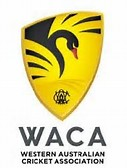 WACA
WESTERN AUSTRALIAN
CRICKET ASSOCIATION